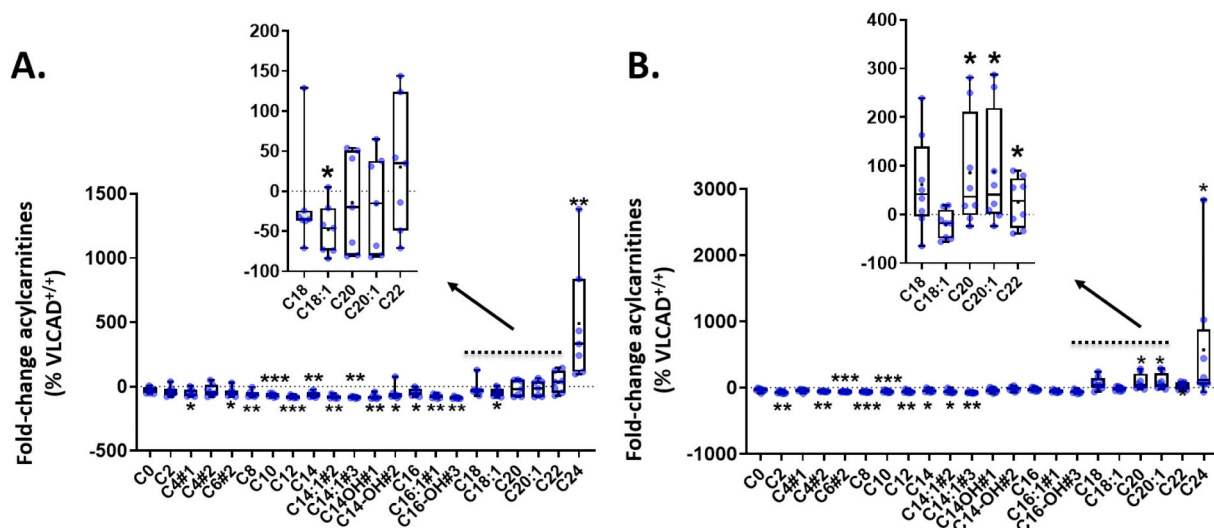 A.
Fold-change acylcarnitines
(% VLCAD+/+)
1500
1000
500
0
-500
*
*
**
***
***
**
**
**
**
*
*
**
**
*
**
C0
C2
C4#1
C4#2
C6#2
C8
C10
C12
C14
C14:1#2
C14:1#3
C14OH#1
C14-OH#2
C16
C16:1#1
C16-OH#3
C18
C18:1
C20
C20:1
C22
C24
200
150
100
50
0
-50
-100
*
C18
C18:1
C20
C20:1
C22
B.
Fold-change acylcarnitines
(% VLCAD+/+)
3000
2000
1000
0
-1000
**
**
***
***
***
**
*
*
**
*
*
*
*
C0
C2
C4#1
C4#2
C6#2
C8
C10
C12
C14
C14:1#2
C14:1#3
C14OH#1
C14-OH#2
C16
C16:1#1
C16-OH#3
C18
C18:1
C20
C20:1
C22
C24
400
300
200
100
0
-100
*
*
*
C18
C18:1
C20
C20:1
C22